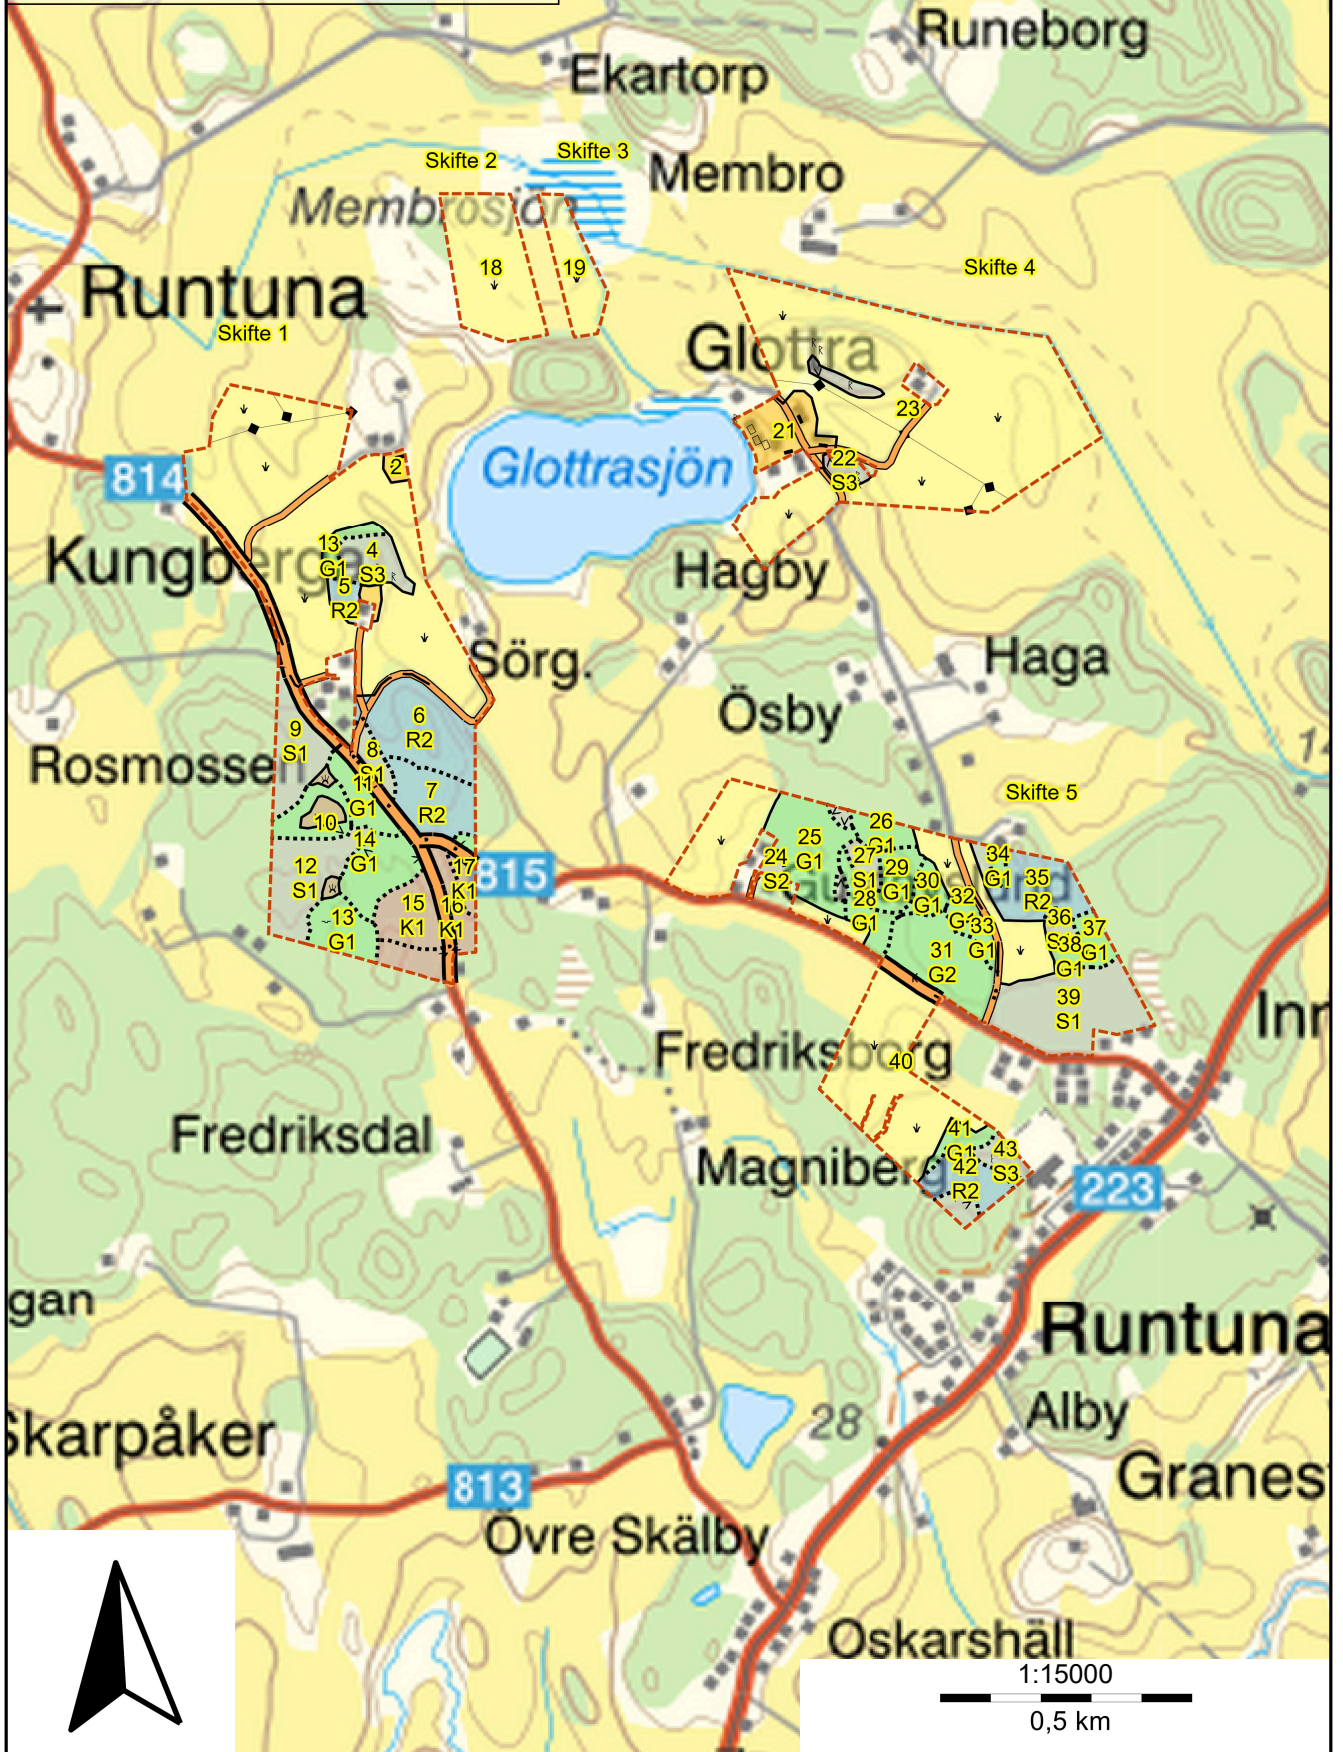 Runeborg
Ekartorp
Skifte 2
Skifte 3
Membro
Membrosjön
18
19
Skifte 4
Runtuna
Skifte 1
Glottra
R
R
R
23
21
22
S3
2
814
Glottrasjön
Kungberga
13
G1
4
S3
5
R2
R
Hagby
Sörg.
Haga
Ösby
6
R2
9
S1
8
S1
Rosmossen
11
G1
7
R2
10
14
G1
12
S1
17
K1
15
K1
16
K1
13
G1
815
Skifte 5
26
G1
25
G1
24
S2
27
S1
29
G1
28
G1
30
G1
32
G1
33
G1
34
G1
35
R2
36
37
G1
38
G1
31
G2
39
S1
Fredriksborg
40
Fredriksdal
Magniberg
41
G1
42
R2
43
S3
223
gan
Runtuna
Alby
28
Skarpåker
813
Övre Skälby
Oskarshäll
1:15000
0,5 km